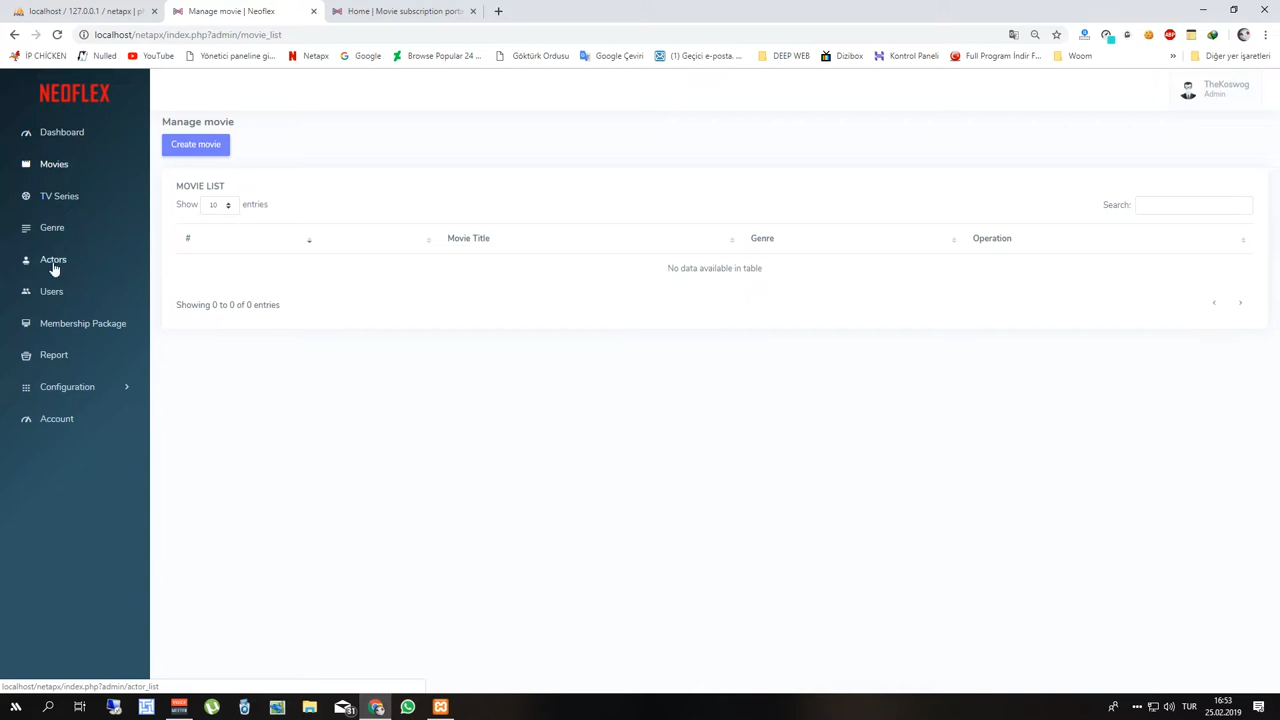 localhost / 127.0.0.1 / netapx | ph
Manage movie | Neoflex
Home | Movie subscription porta
localhost/netapx/index.php?admin/movie_list
İP CHİCKEN
Nulled
YouTube
Yönetici paneline gi...
Netapx
Google
Browse Popular 24 ...
Göktürk Ordusu
Google Çeviri
(1) Geçici e-posta. ...
DEEP WEB
Dizibox
Kontrol Paneli
Full Program İndir F...
Woom
»
Diğer yer işaretleri
NEOFLEX
TheKoswog
Admin
Dashboard
Movies
TV Series
Genre
Actors
Users
Membership Package
Report
Configuration
Account
Manage movie
Create movie
MOVIE LIST
Show 10 entries
Search:
# Movie Title Genre Operation
No data available in table
Showing 0 to 0 of 0 entries
localhost/netapx/index.php?admin/actor_list
31
TUR
16:53
25.02.2019